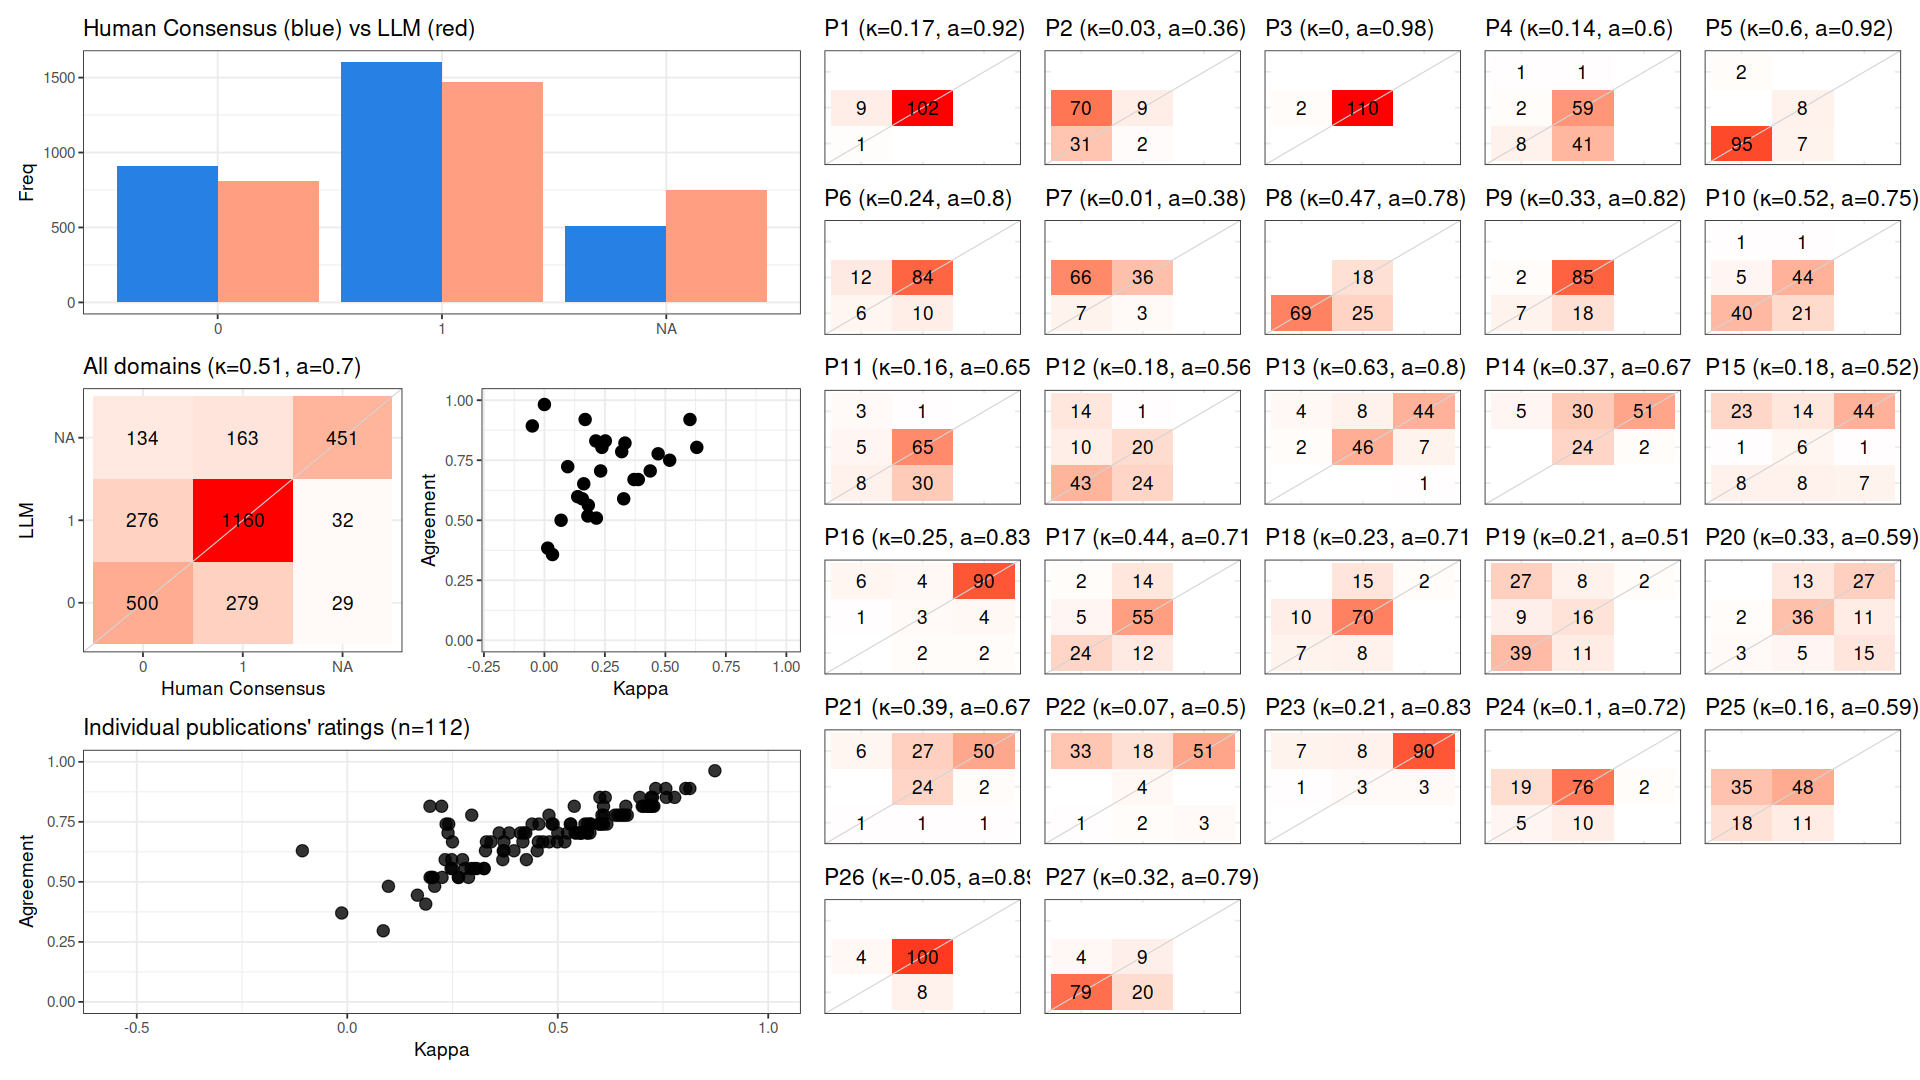 Human Consensus (blue) vs LLM (red)
Freq
1500
1000
500
0
0 1 NA
All domains (κ=0.51, a=0.7)
LLM
NA 134 163 451
1 276 1160 32
0 500 279 29
0 1 NA
Human Consensus
Agreement
1.00
0.75
0.50
0.25
0.00
-0.25 0.00 0.25 0.50 0.75 1.00
Kappa
Individual publications' ratings (n=112)
Agreement
1.00
0.75
0.50
0.25
0.00
-0.5 0.0 0.5 1.0
Kappa
P1 (κ=0.17, a=0.92)
9 102
1
P2 (κ=0.03, a=0.36)
70 9
31 2
P3 (κ=0, a=0.98)
2 110
P4 (κ=0.14, a=0.6)
1 1
2 59
8 41
P5 (κ=0.6, a=0.92)
2
8
95 7
P6 (κ=0.24, a=0.8)
12 84
6 10
P7 (κ=0.01, a=0.38)
66 36
7 3
P8 (κ=0.47, a=0.78)
18
69 25
P9 (κ=0.33, a=0.82)
2 85
7 18
P10 (κ=0.52, a=0.75)
1 1
5 44
40 21
P11 (κ=0.16, a=0.65
3 1
5 65
8 30
P12 (κ=0.18, a=0.56
14 1
10 20
43 24
P13 (κ=0.63, a=0.8)
4 8 44
2 46 7
1
P14 (κ=0.37, a=0.67
5 30 51
24 2
P15 (κ=0.18, a=0.52)
23 14 44
1 6 1
8 8 7
P16 (κ=0.25, a=0.83
6 4 90
1 3 4
2 2
P17 (κ=0.44, a=0.71
2 14
5 55
24 12
P18 (κ=0.23, a=0.71
15 2
10 70
7 8
P19 (κ=0.21, a=0.51
27 8 2
9 16
39 11
P20 (κ=0.33, a=0.59)
13 27
2 36 11
3 5 15
P21 (κ=0.39, a=0.67
6 27 50
24 2
1 1 1
P22 (κ=0.07, a=0.5)
33 18 51
4
1 2 3
P23 (κ=0.21, a=0.83
7 8 90
1 3 3
P24 (κ=0.1, a=0.72)
19 76 2
5 10
P25 (κ=0.16, a=0.59)
35 48
18 11
P26 (κ=-0.05, a=0.89
4 100
8
P27 (κ=0.32, a=0.79)
4 9
79 20